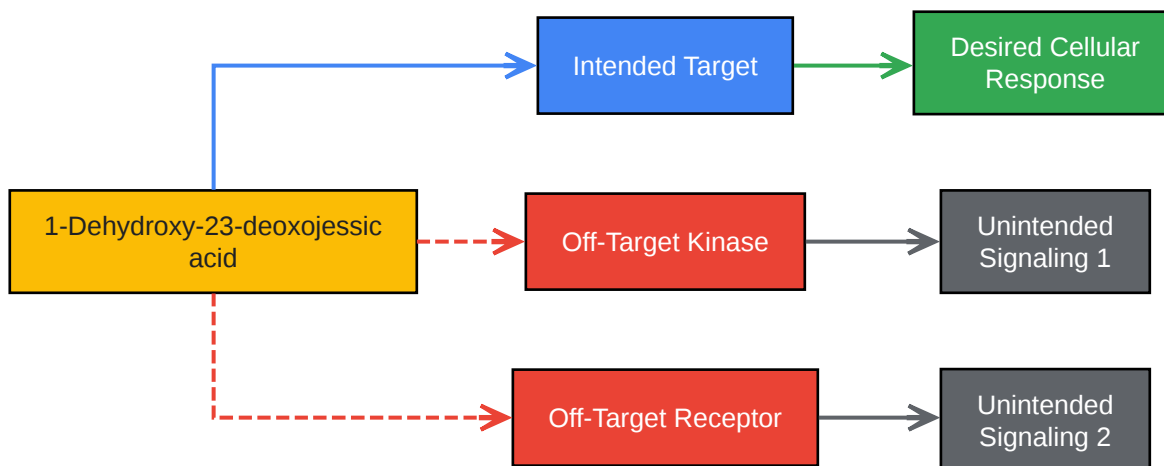 Intended Target
Desired Cellular
Response
1-Dehydroxy-23-deoxojessic
acid
Off-Target Kinase
Unintended
Signaling 1
Off-Target Receptor
Unintended
Signaling 2